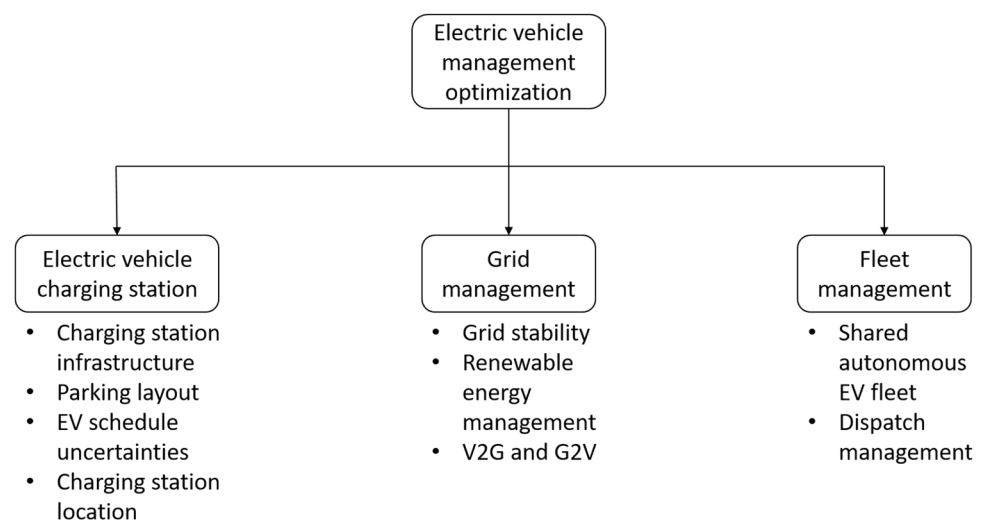 Electric vehicle
management
optimization
Electric vehicle
charging station
• Charging station
infrastructure
• Parking layout
• EV schedule
uncertainties
• Charging station
location
Grid
management
• Grid stability
• Renewable
energy
management
• V2G and G2V
Fleet
management
• Shared
autonomous
EV fleet
• Dispatch
management